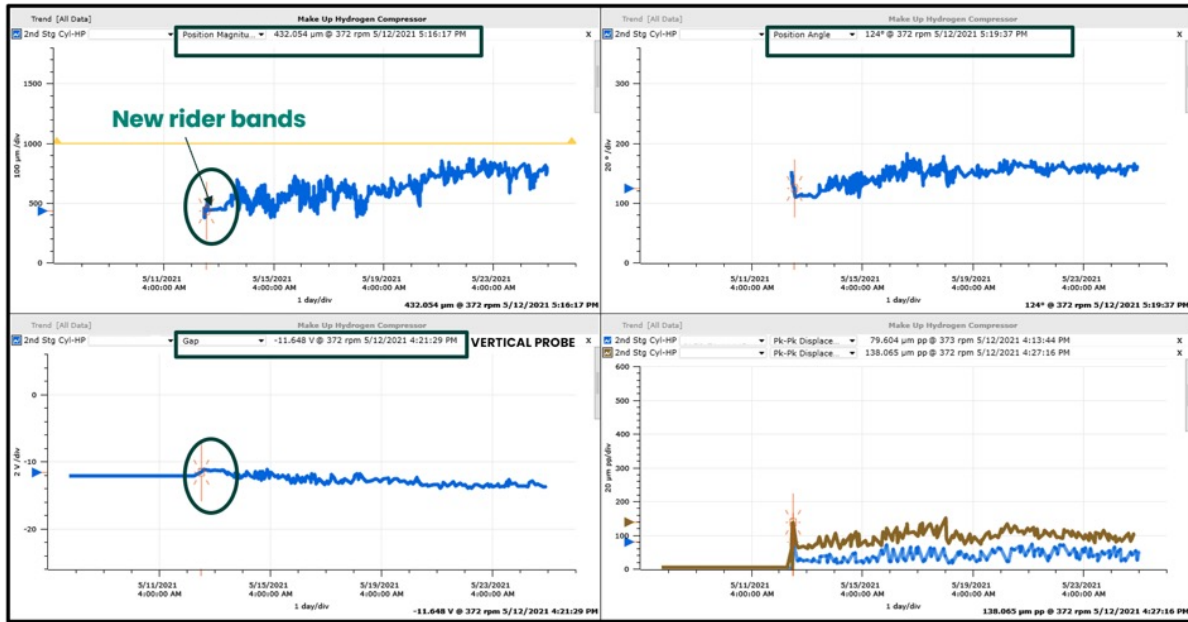 Trend [All Data] Make Up Hydrogen Compressor
2nd Stg Cyl-HP Position Magnitu... 432.054 µm @ 372 rpm 5/12/2021 5:16:17 PM X
New rider bands
1500
1000
500
0
100 µm /div
5/11/2021 5/15/2021 5/19/2021 5/23/2021
4:00:00 AM 4:00:00 AM 4:00:00 AM 4:00:00 AM
1 day/div
432.054 µm @ 372 rpm 5/12/2021 5:16:17 PM
Trend [All Data] Make Up Hydrogen Compressor
2nd Stg Cyl-HP Position Angle 124° @ 372 rpm 5/12/2021 5:19:37 PM X
300
200
100
0
20 ° /div
5/11/2021 5/15/2021 5/19/2021 5/23/2021
4:00:00 AM 4:00:00 AM 4:00:00 AM 4:00:00 AM
1 day/div
124° @ 372 rpm 5/12/2021 5:19:37 PM
Trend [All Data] Make Up Hydrogen Compressor
2nd Stg Cyl-HP Gap -11.648 V @ 372 rpm 5/12/2021 4:21:29 PM VERTICAL PROBE X
0
-10
-20
2 V /div
5/11/2021 5/15/2021 5/19/2021 5/23/2021
4:00:00 AM 4:00:00 AM 4:00:00 AM 4:00:00 AM
1 day/div
-11.648 V @ 372 rpm 5/12/2021 4:21:29 PM
Trend [All Data] Make Up Hydrogen Compressor
2nd Stg Cyl-HP Pk-Pk Displace... 79.604 µm pp @ 373 rpm 5/12/2021 4:13:44 PM X
2nd Stg Cyl-HP Pk-Pk Displace... 138.065 µm pp @ 372 rpm 5/12/2021 4:27:16 PM X
600
500
400
300
200
100
0
20 µm pp/div
5/11/2021 5/15/2021 5/19/2021 5/23/2021
4:00:00 AM 4:00:00 AM 4:00:00 AM 4:00:00 AM
1 day/div
138.065 µm pp @ 372 rpm 5/12/2021 4:27:16 PM